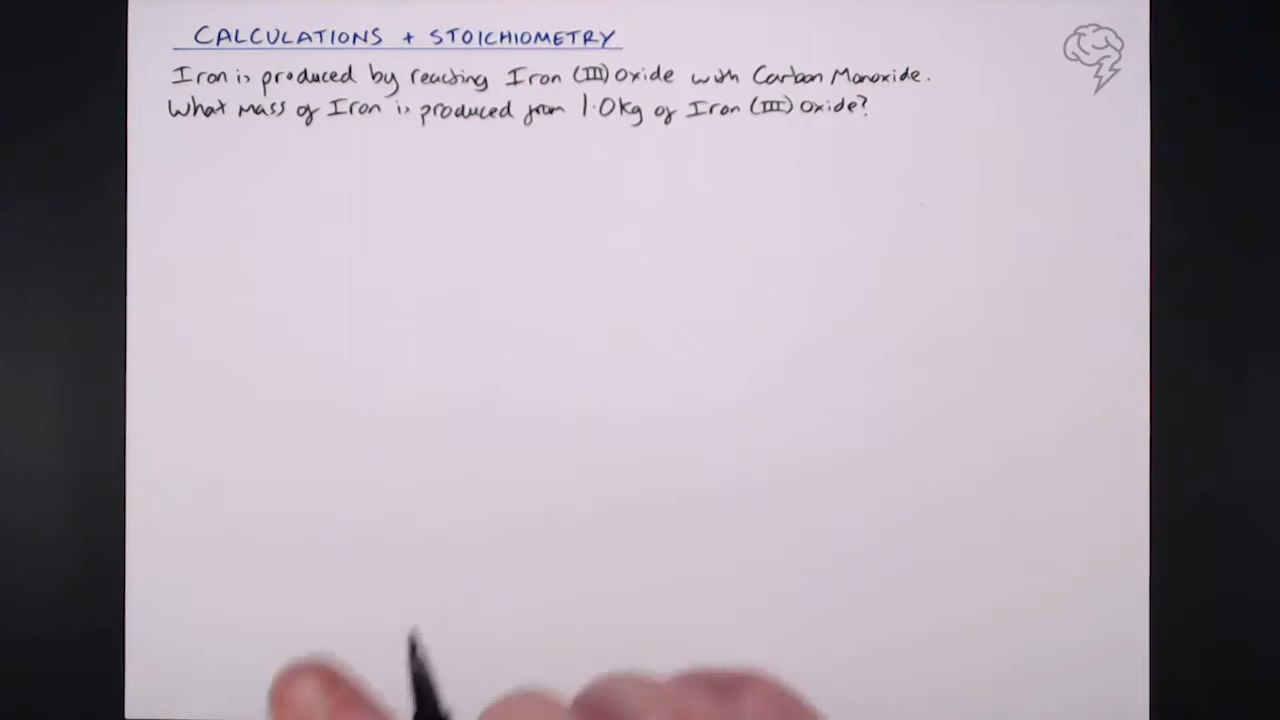 CALCULATIONS + STOICHIOMETRY
Iron is produced by reacting Iron (III) Oxide with Carbon Monoxide.
What mass of Iron is produced from 1.0kg of Iron (III) Oxide?